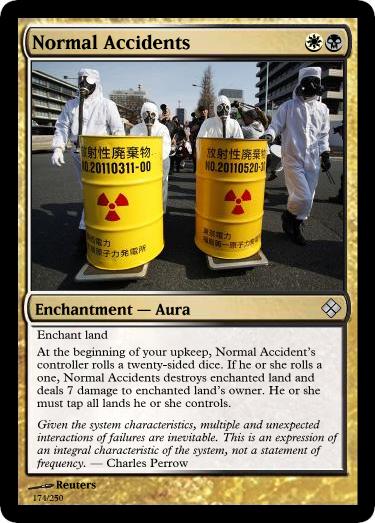 Normal Accidents
放射性廃棄物
NO.20110311-00
放射性廃棄物
Enchantment — Aura
Enchant land
At the beginning of your upkeep, Normal Accident's
controller rolls a twenty-sided dice. If he or she rolls a
one, Normal Accidents destroys enchanted land and
deals 7 damage to enchanted land's owner. He or she
must tap all lands he or she controls.
Given the system characteristics, multiple and unexpected
interactions of failures are inevitable. This is an expression of
an integral characteristic of the system, not a statement of
frequency. — Charles Perrow
Reuters
174/250